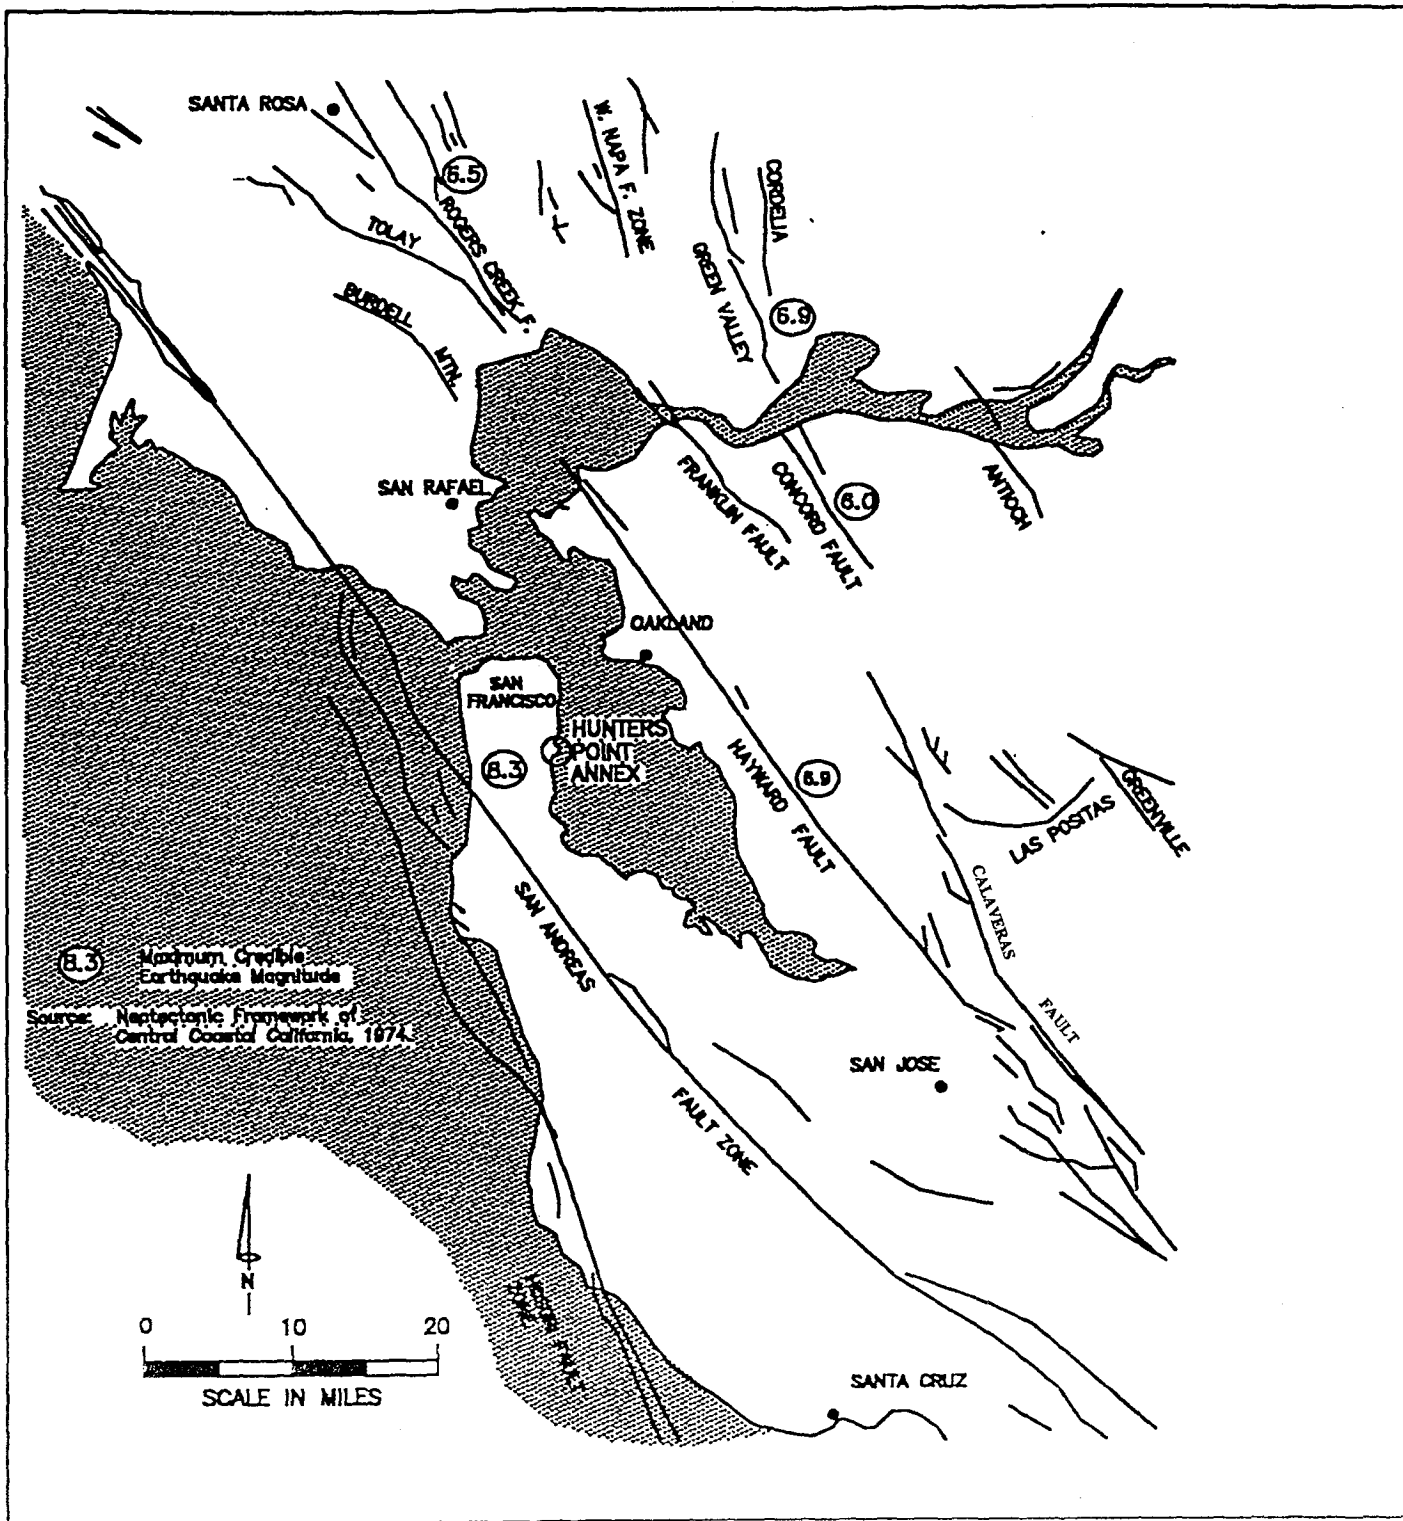 SANTA ROSA
6.5
ROGERS CREEK F.
TOLAY
BURDELL
MTN.
W. NAPA F. ZONE
CORDELIA
GREEN VALLEY
6.9
SAN RAFAEL
FRANKLIN FAULT
CONCORD FAULT
6.0
ANTIOCH
OAKLAND
SAN
FRANCISCO
HUNTERS
POINT
ANNEX
8.3
HAYWARD FAULT
6.9
LAS POSITAS
GREENVILLE
CALAVERAS
FAULT
SAN ANDREAS
FAULT ZONE
8.3
Maximum Credible
Earthquake Magnitude
Source: Neotectonic Framework of
Central Coastal California, 1974.
SAN JOSE
N
0 10 20
SCALE IN MILES
FAULT
ZONE
SANTA CRUZ